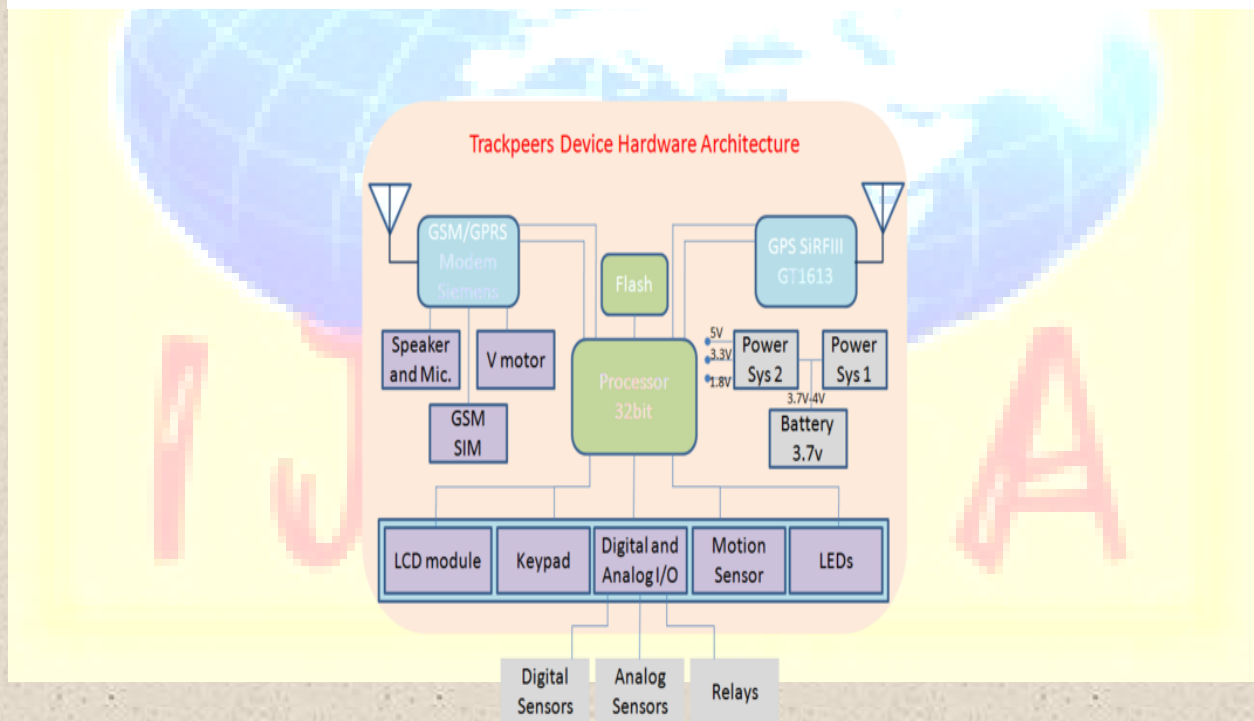 Trackpeers Device Hardware Architecture
GSM/GPRS
Modem
Siemens
GPS SiRFIII
GT1613
Flash
Speaker
and Mic.
V motor
GSM
SIM
Processor
32bit
5V
3.3V
1.8V
Power
Sys 2
Power
Sys 1
3.7V-4V
Battery
3.7v
LCD module
Keypad
Digital and
Analog I/O
Motion
Sensor
LEDs
Digital
Sensors
Analog
Sensors
Relays
I J A